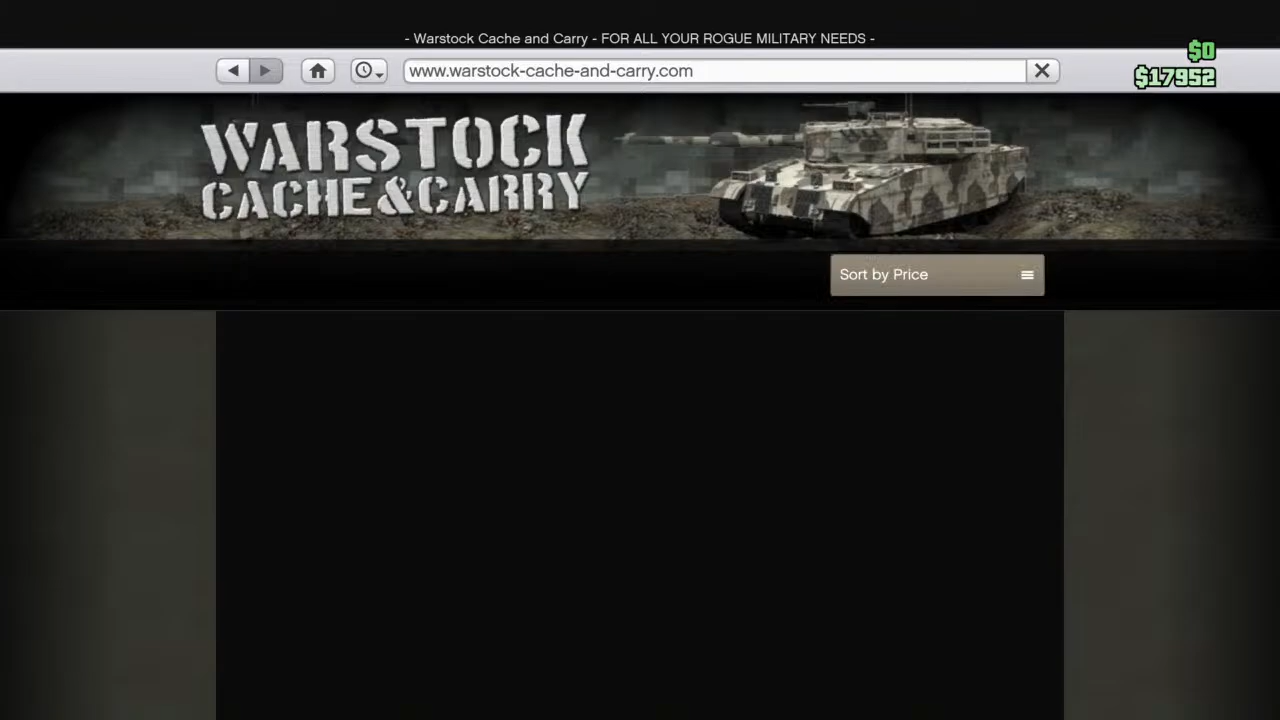 - Warstock Cache and Carry - FOR ALL YOUR ROGUE MILITARY NEEDS -
$0
www.warstock-cache-and-carry.com
$17952
WARSTOCK
CACHE&CARRY
Sort by Price